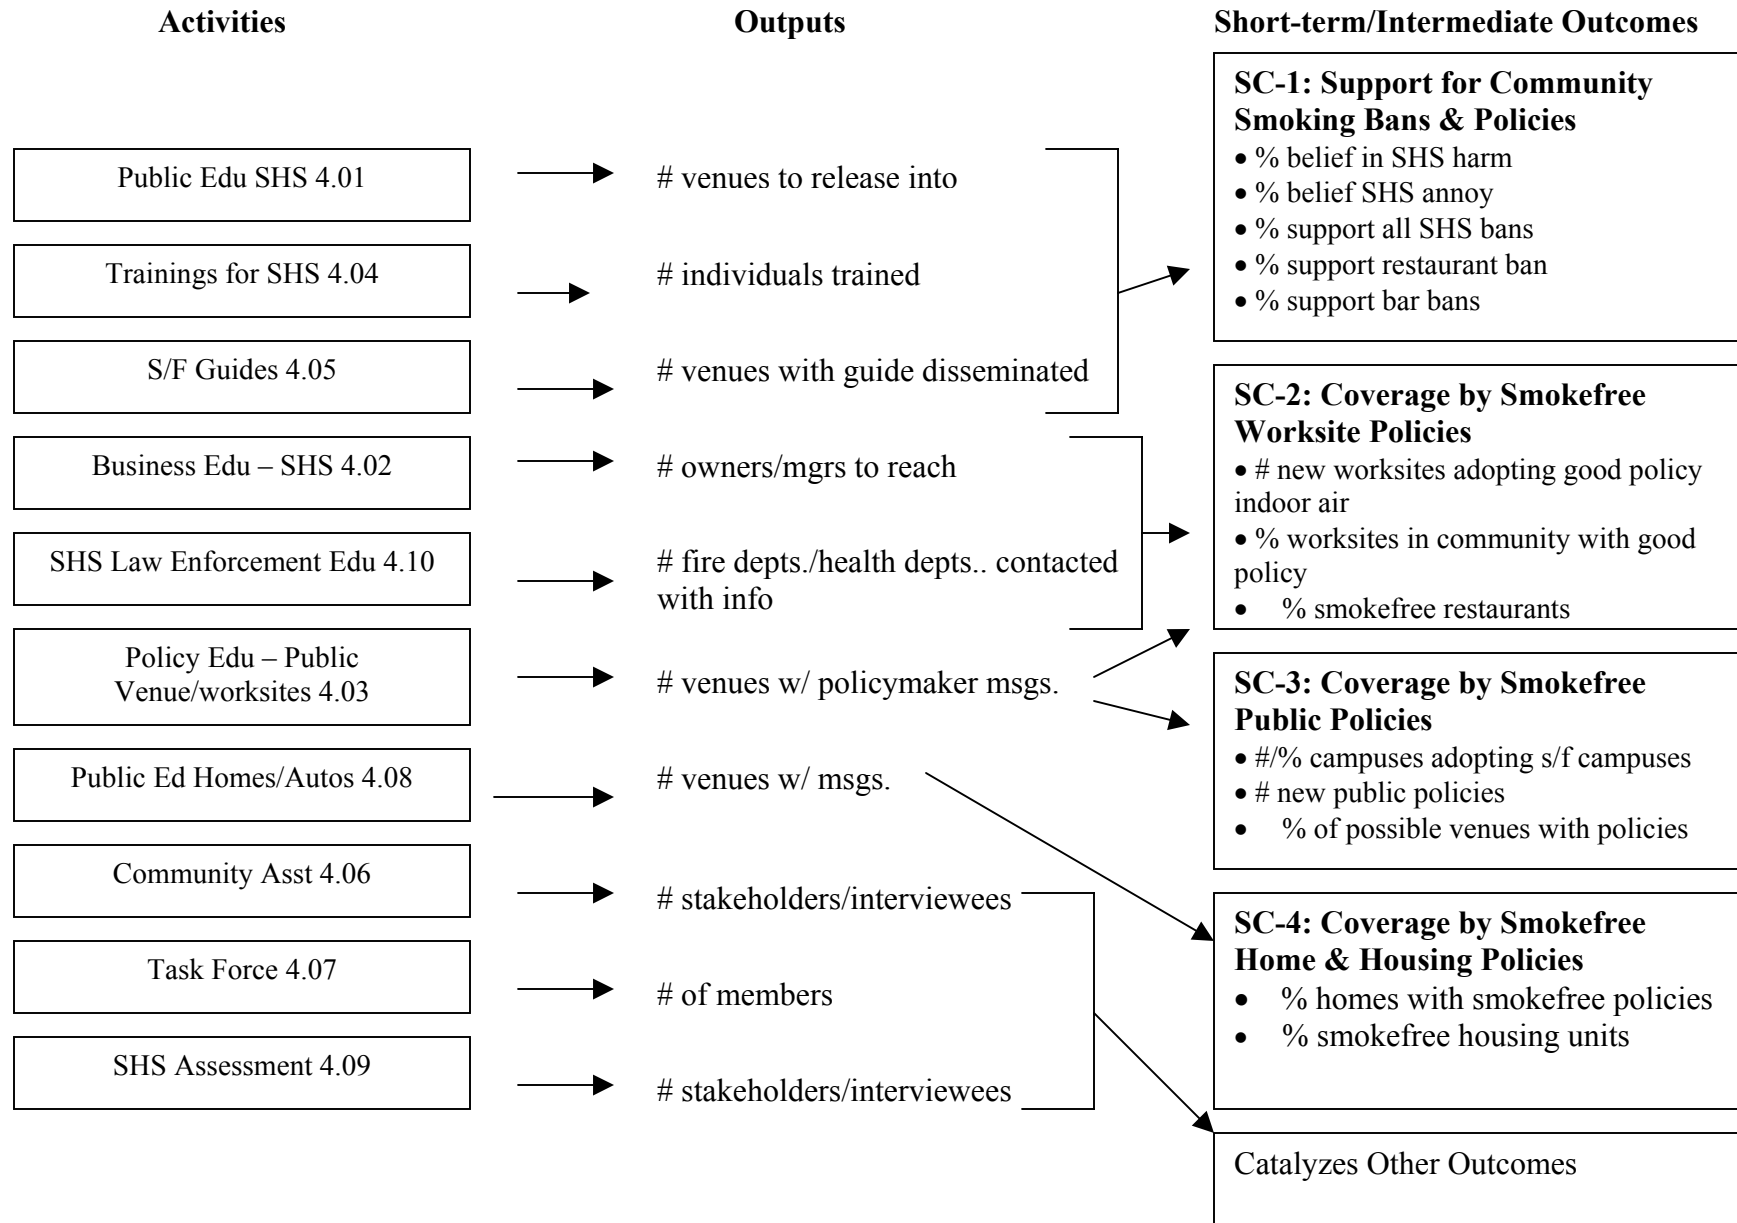 Activities
Outputs
Short-term/Intermediate Outcomes
Public Edu SHS 4.01
Trainings for SHS 4.04
S/F Guides 4.05
Business Edu – SHS 4.02
SHS Law Enforcement Edu 4.10
Policy Edu – Public
Venue/worksites 4.03
Public Ed Homes/Autos 4.08
Community Asst 4.06
Task Force 4.07
SHS Assessment 4.09
# venues to release into
# individuals trained
# venues with guide disseminated
# owners/mgrs to reach
# fire depts./health depts.. contacted
with info
# venues w/ policymaker msgs.
# venues w/ msgs.
# stakeholders/interviewees
# of members
# stakeholders/interviewees
SC-1: Support for Community
Smoking Bans & Policies
• % belief in SHS harm
• % belief SHS annoy
• % support all SHS bans
• % support restaurant ban
• % support bar bans
SC-2: Coverage by Smokefree
Worksite Policies
• # new worksites adopting good policy
indoor air
• % worksites in community with good
policy
• % smokefree restaurants
SC-3: Coverage by Smokefree
Public Policies
• #/% campuses adopting s/f campuses
• # new public policies
• % of possible venues with policies
SC-4: Coverage by Smokefree
Home & Housing Policies
• % homes with smokefree policies
• % smokefree housing units
Catalyzes Other Outcomes